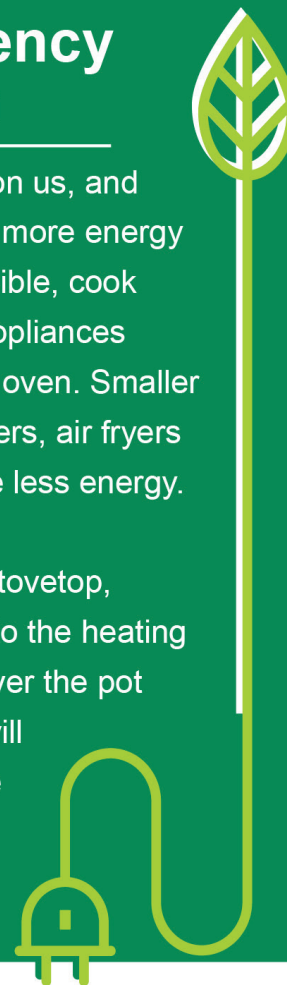 ency
on us, and
more energy
ible, cook
ppliances
oven. Smaller
ers, air fryers
e less energy.
tovetop,
o the heating
ver the pot
ill